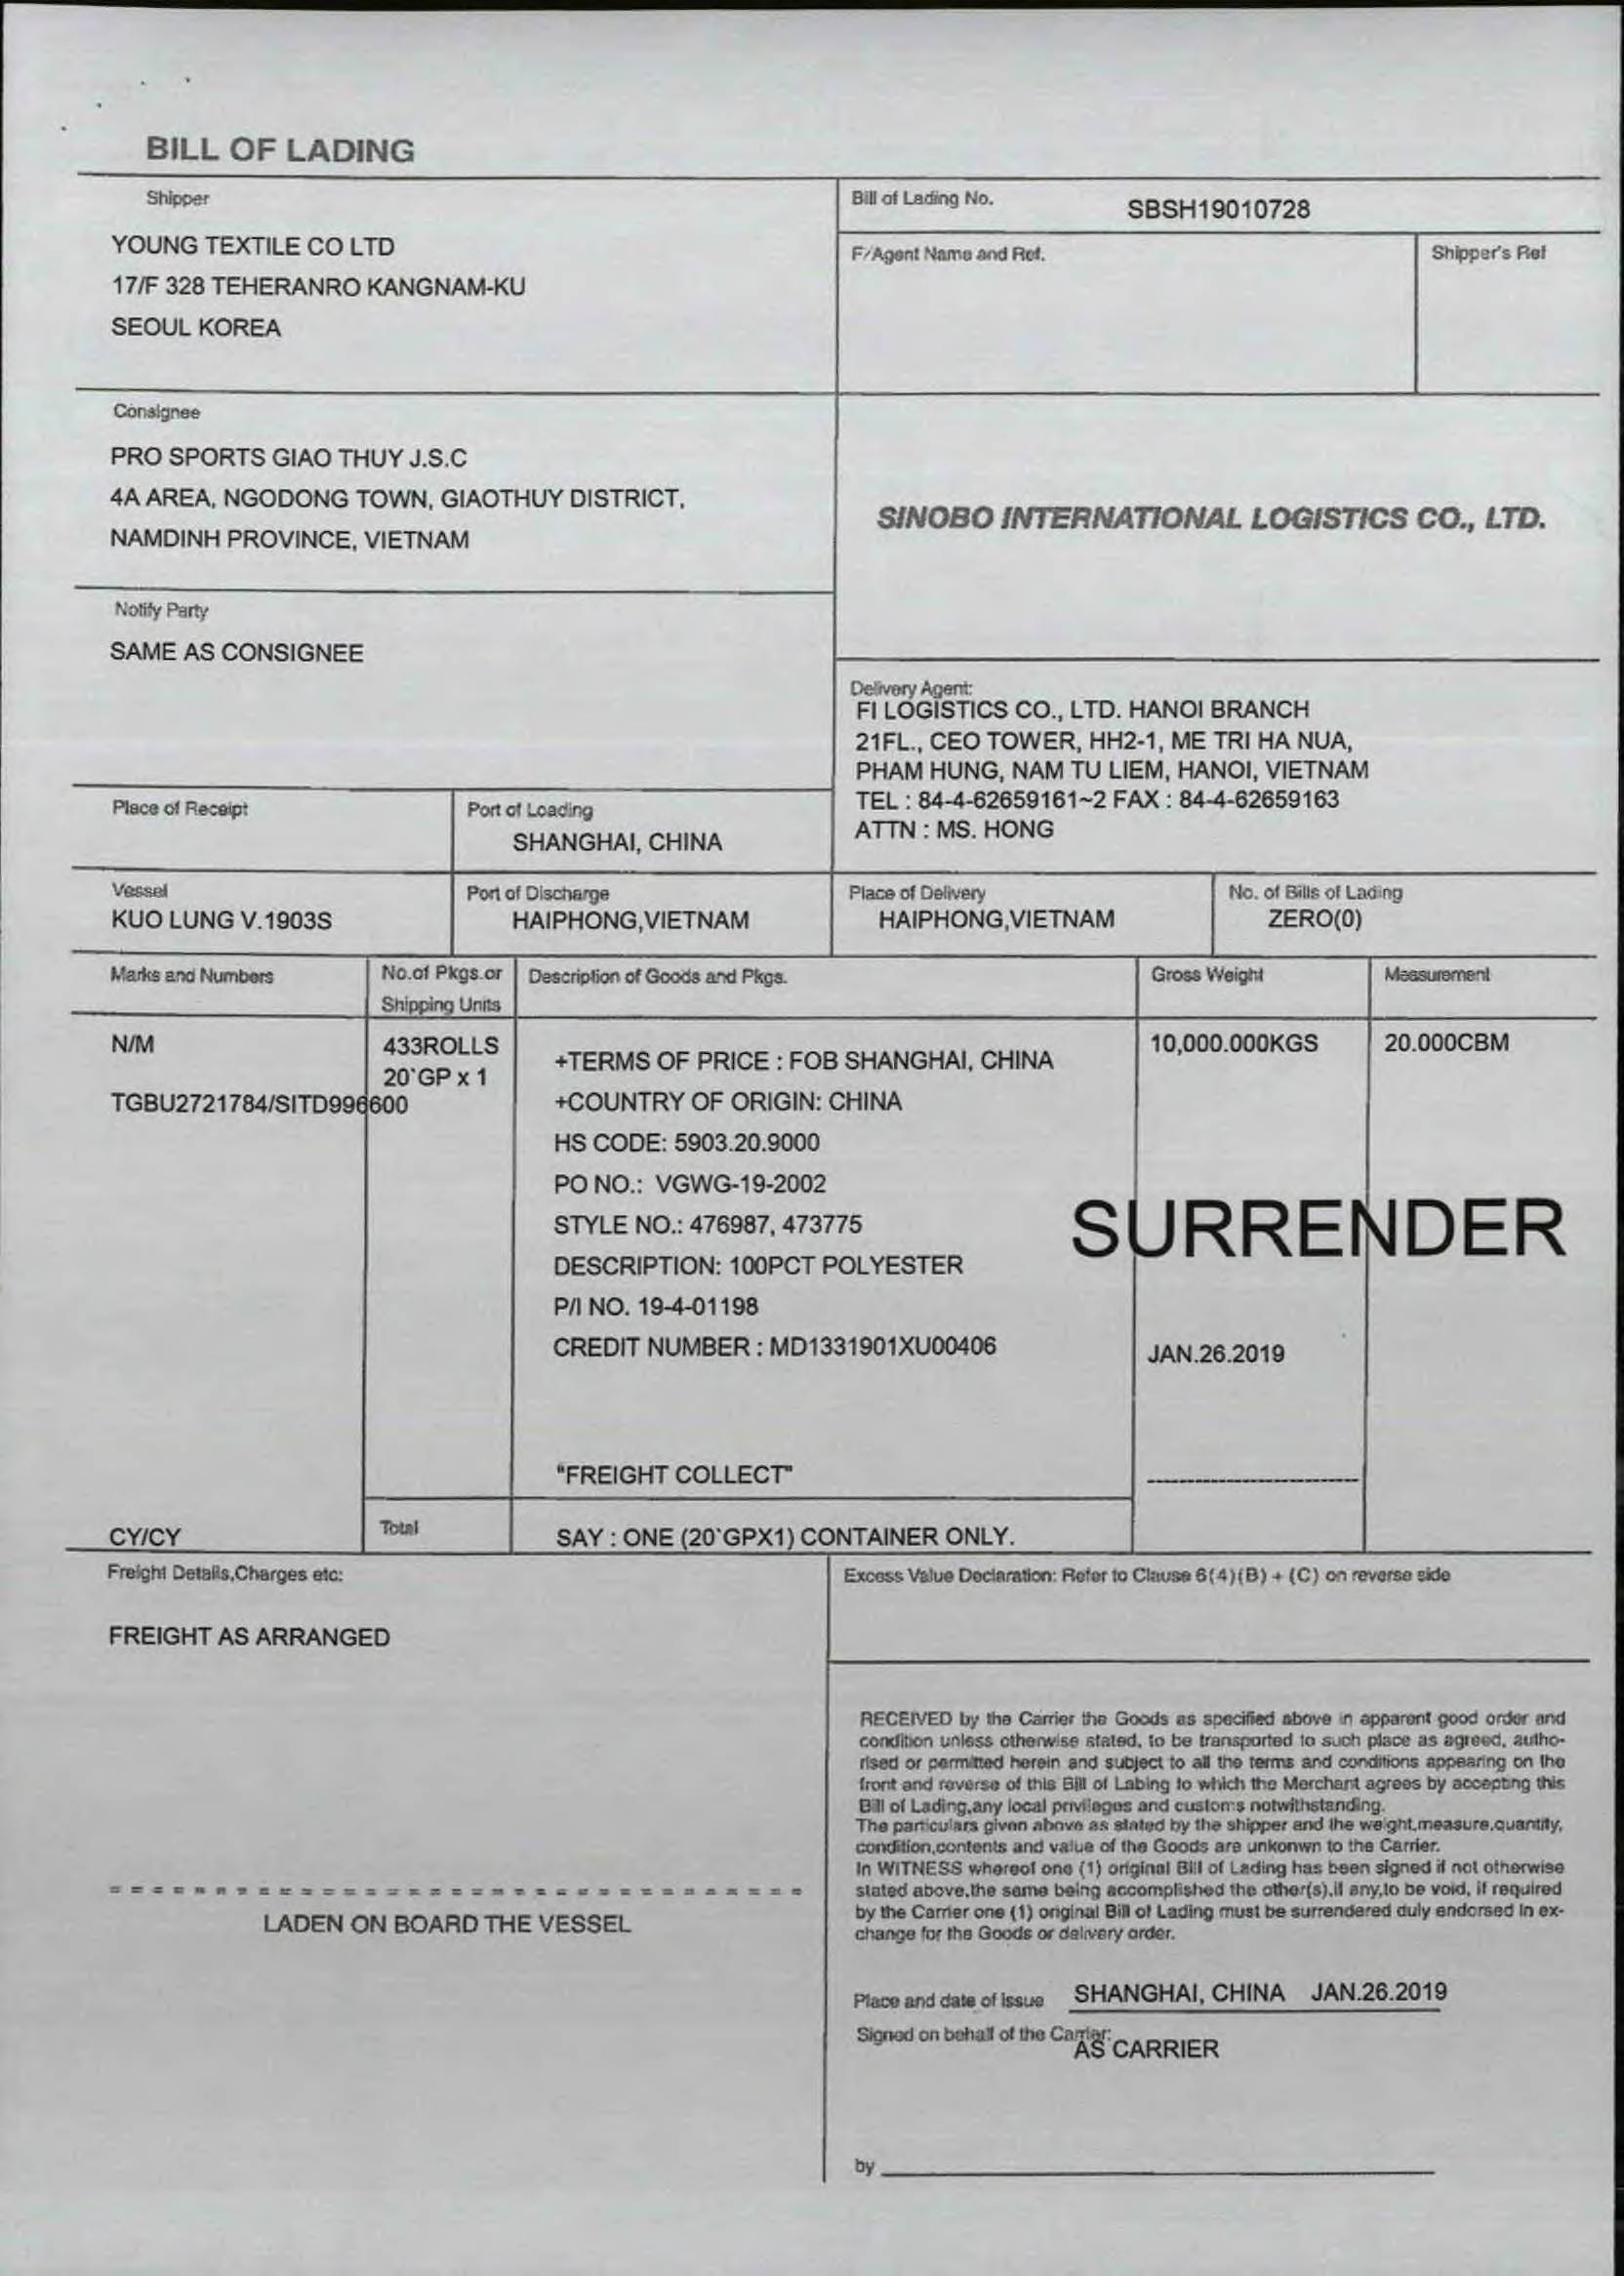 BILL OF LADING
Shipper
YOUNG TEXTILE CO LTD
17/F 328 TEHERANRO KANGNAM-KU
SEOUL KOREA
Bill of Lading No.
SBSH19010728
F/Agent Name and Ref.
Shipper's Ref
Consignee
PRO SPORTS GIAO THUY J.S.C
4A AREA, NGODONG TOWN, GIAOTHUY DISTRICT,
NAMDINH PROVINCE, VIETNAM
SINOBO INTERNATIONAL LOGISTICS CO., LTD.
Notify Party
SAME AS CONSIGNEE
Delivery Agent:
FI LOGISTICS CO., LTD. HANOI BRANCH
21FL., CEO TOWER, HH2-1, ME TRI HA NUA,
PHAM HUNG, NAM TU LIEM, HANOI, VIETNAM
TEL : 84-4-62659161~2 FAX : 84-4-62659163
ATTN : MS. HONG
Place of Receipt
Port of Loading
SHANGHAI, CHINA
Vessel
KUO LUNG V.1903S
Port of Discharge
HAIPHONG,VIETNAM
Place of Delivery
HAIPHONG,VIETNAM
No. of Bills of Lading
ZERO(0)
Marks and Numbers
No.of Pkgs.or
Shipping Units
Description of Goods and Pkgs.
Gross Weight
Measurement
N/M
TGBU2721784/SITD996600
433ROLLS
20`GP x 1
+TERMS OF PRICE : FOB SHANGHAI, CHINA
+COUNTRY OF ORIGIN: CHINA
HS CODE: 5903.20.9000
PO NO.: VGWG-19-2002
STYLE NO.: 476987, 473775
DESCRIPTION: 100PCT POLYESTER
P/I NO. 19-4-01198
CREDIT NUMBER : MD1331901XU00406
"FREIGHT COLLECT"
10,000.000KGS
20.000CBM
SURRENDER
JAN.26.2019
CY/CY
Total
SAY : ONE (20`GPX1) CONTAINER ONLY.
Freight Details,Charges etc:
FREIGHT AS ARRANGED
Excess Value Declaration: Refer to Clause 6(4)(B) + (C) on reverse side
RECEIVED by the Carrier the Goods as specified above in apparent good order and
condition unless otherwise stated, to be transported to such place as agreed, autho-
rised or permitted herein and subject to all the terms and conditions appearing on the
front and reverse of this Bill of Labing to which the Merchant agrees by accepting this
Bill of Lading,any local privileges and customs notwithstanding.
The particulars given above as stated by the shipper and the weight,measure,quantity,
condition,contents and value of the Goods are unkonwn to the Carrier.
In WITNESS whereof one (1) original Bill of Lading has been signed if not otherwise
stated above,the same being accomplished the other(s),if any,to be void, if required
by the Carrier one (1) original Bill of Lading must be surrendered duly endorsed in ex-
change for the Goods or delivery order.
LADEN ON BOARD THE VESSEL
Place and date of issue SHANGHAI, CHINA JAN.26.2019
Signed on behalf of the Carrier:
AS CARRIER
by